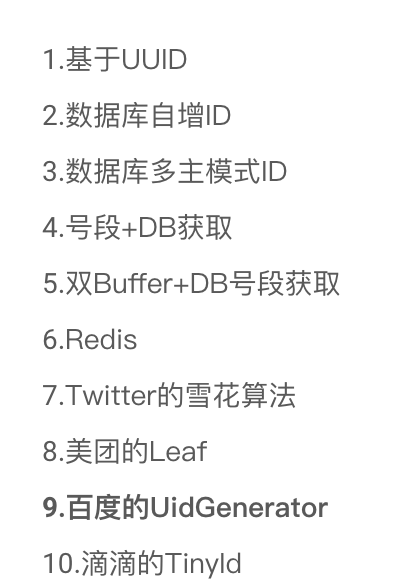 1.基于UUID
2.数据库自增ID
3.数据库多主模式ID
4.号段+DB获取
5.双Buffer+DB号段获取
6.Redis
7.Twitter的雪花算法
8.美团的Leaf
9.百度的UidGenerator
10.滴滴的TinyId